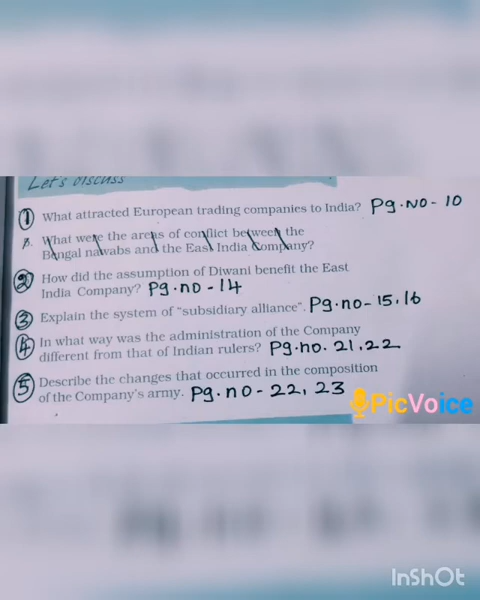 Let's Discuss
① What attracted European trading companies to India? Pg.No - 10
What were the areas of conflict between the
Bengal nawabs and the East India Company?
② How did the assumption of Diwani benefit the East
India Company? Pg.no - 14
③ Explain the system of "subsidiary alliance". Pg.no - 15,16
④ In what way was the administration of the Company
different from that of Indian rulers? Pg.no. 21,22
⑤ Describe the changes that occurred in the composition
of the Company's army. Pg.no - 22, 23
PicVoice
InShOt